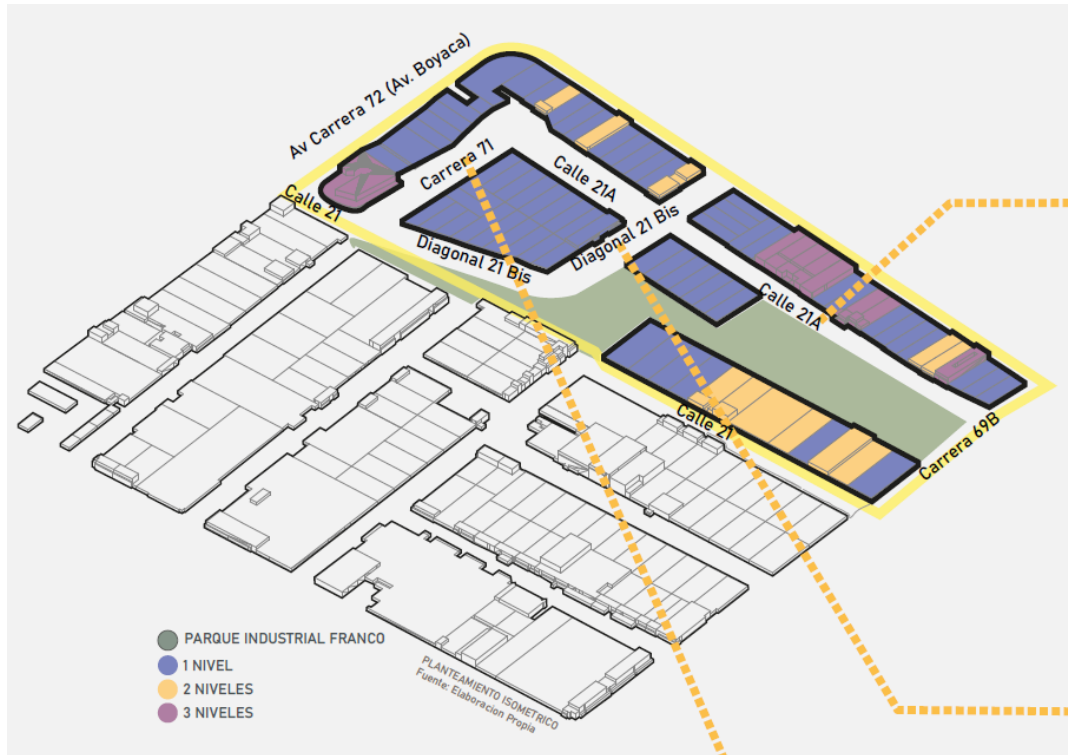 Av Carrera 72 (Av. Boyaca)
Carrera 71
Calle 21A
Calle 21
Diagonal 21 Bis
Diagonal 21 Bis
Calle 21A
Calle 21
Carrera 69B
PARQUE INDUSTRIAL FRANCO
1 NIVEL
2 NIVELES
3 NIVELES
PLANTEAMIENTO ISOMETRICO
Fuente: Elaboracion Propia